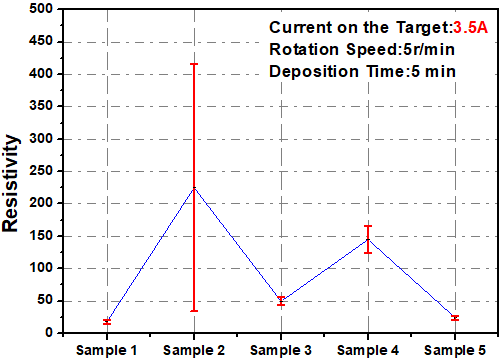 500
450
400
350
300
250
200
150
100
50
0
Resistivity
Current on the Target:3.5A
Rotation Speed:5r/min
Deposition Time:5 min
Sample 1 Sample 2 Sample 3 Sample 4 Sample 5